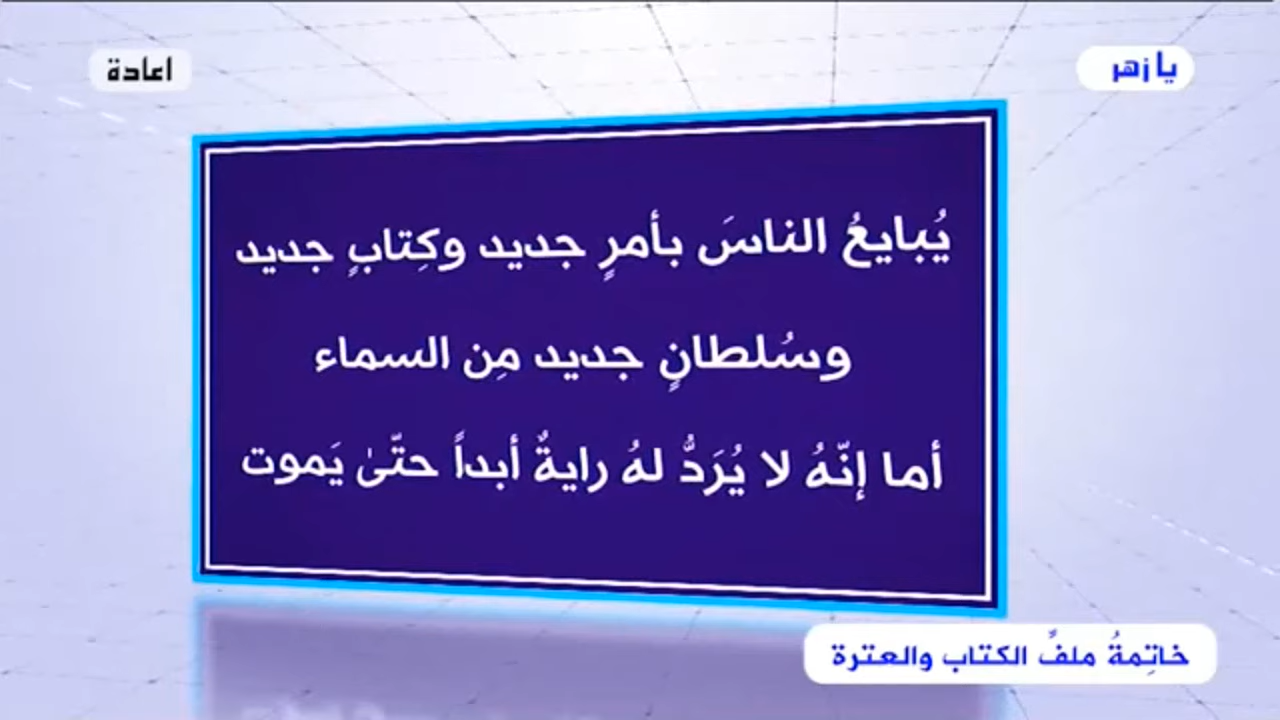 يا زهر
اعادة
يُبايعُ الناسَ بأمرٍ جديد وكِتابٍ جديد
وسُلطانٍ جديد مِن السماء
أما إنّهُ لا يُرَدُّ لهُ رايةٌ أبداً حتّىٰ يَموت
خاتِمةُ ملفِّ الكتاب والعترة